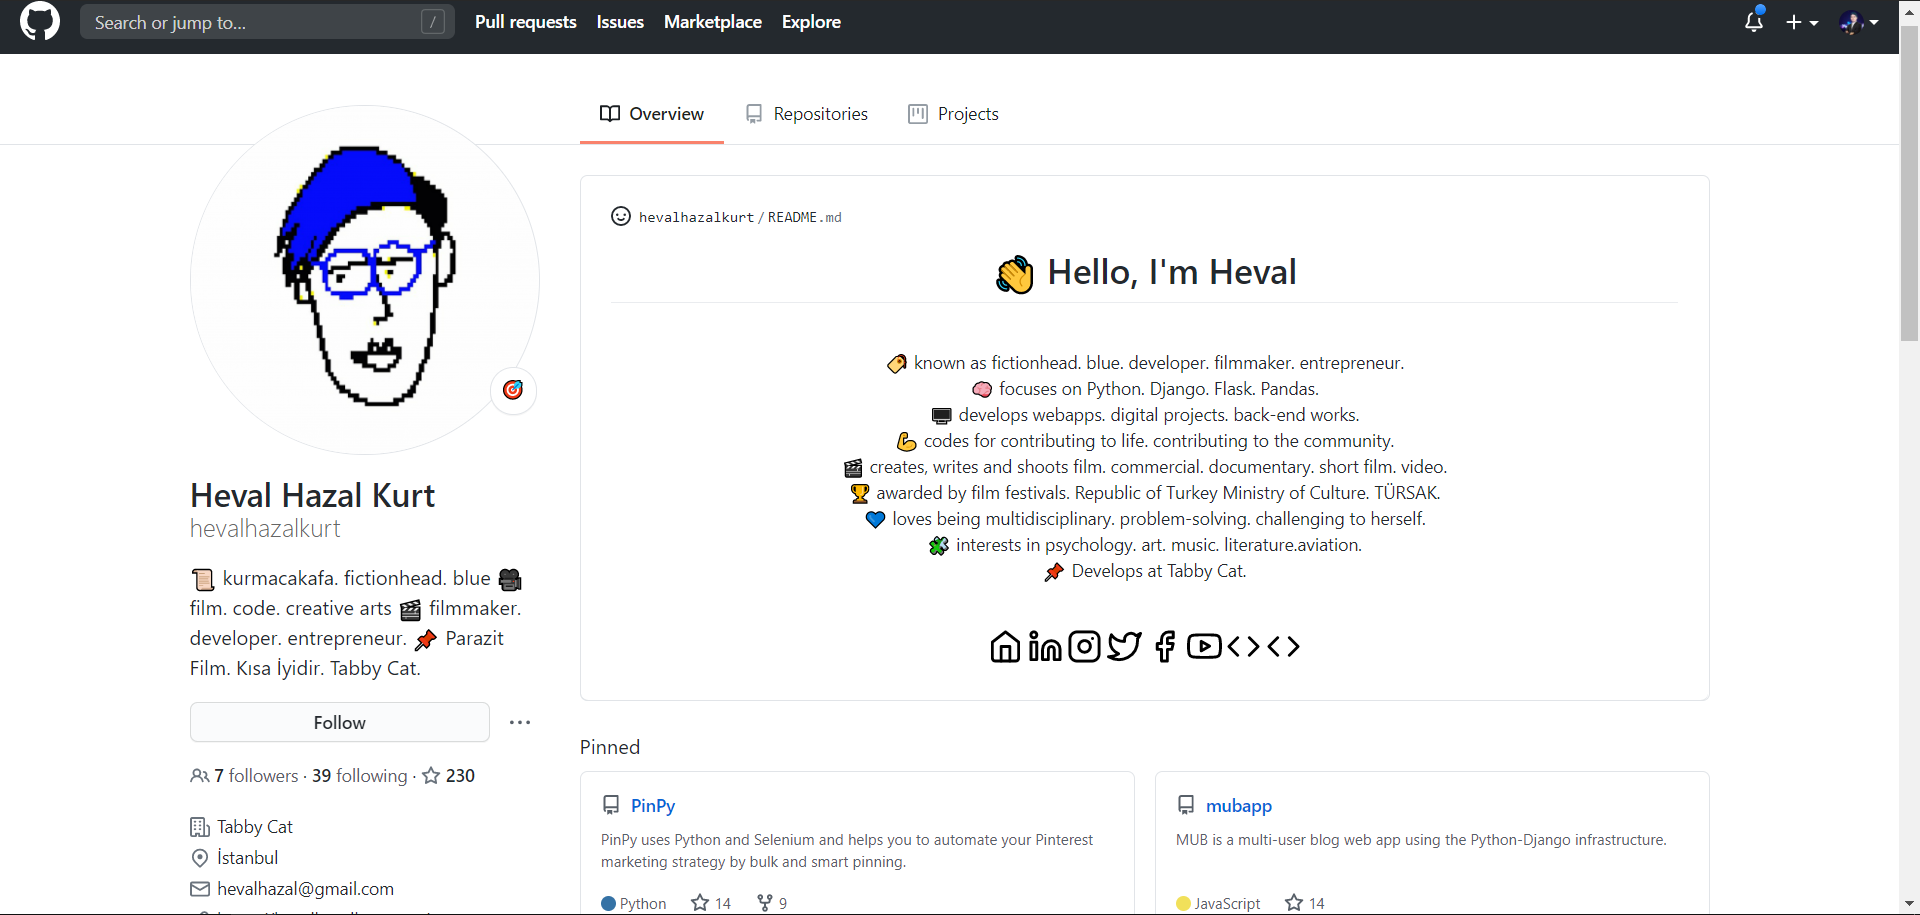 Search or jump to... /
Pull requests Issues Marketplace Explore
Overview Repositories Projects
hevalhazalkurt/README.md
👋 Hello, I'm Heval
known as fictionhead. blue. developer. filmmaker. entrepreneur.
focuses on Python. Django. Flask. Pandas.
develops webapps. digital projects. back-end works.
codes for contributing to life. contributing to the community.
creates, writes and shoots film. commercial. documentary. short film. video.
awarded by film festivals. Republic of Turkey Ministry of Culture. TÜRSAK.
loves being multidisciplinary. problem-solving. challenging to herself.
interests in psychology. art. music. literature.aviation.
Develops at Tabby Cat.
Heval Hazal Kurt
hevalhazalkurt
kurmacakafa. fictionhead. blue
film. code. creative arts filmmaker.
developer. entrepreneur. Parazit
Film. Kısa İyidir. Tabby Cat.
Follow
7 followers · 39 following · 230
Tabby Cat
İstanbul
hevalhazal@gmail.com
Pinned
PinPy
PinPy uses Python and Selenium and helps you to automate your Pinterest
marketing strategy by bulk and smart pinning.
Python 14 9
mubapp
MUB is a multi-user blog web app using the Python-Django infrastructure.
JavaScript 14